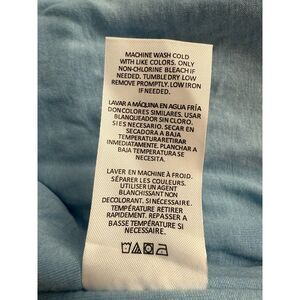 MACHINE WASH COLD
WITH LIKE COLORS. ONLY
NON-CHLORINE BLEACH IF
NEEDED. TUMBLE DRY LOW
REMOVE PROMPTLY. LOW IRON
IF NEEDED.
LAVAR A MÁQUINA EN AGUA FRÍA
DON COLORES SIMILARES. USAR
BLANQUEADOR SIN CLORO.
SI ES NECESARIO. SECAR EN
SECADORA A BAJA
TEMPERATURA RETIRAR
INMEDIATAMENTE. PLANCHAR A
BAJA TEMPERATURA SE
NECESITA.
LAVER EN MACHINE À FROID.
SÉPARER LES COULEURS.
UTILISER UN AGENT
BLANCHISSANT NON
DECOLORANT. SI NÉCESSAIRE.
TEMPÉRATURE RETIRER
RAPIDEMENT. REPASSER A
BASSE TEMPÉRATURE SI
NECESSAIRE.